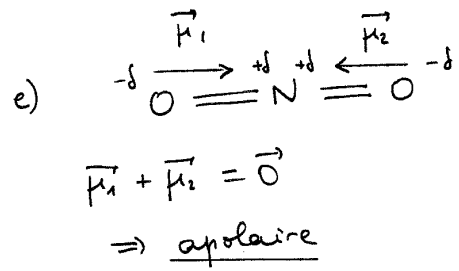 μ₁ μ₂
e) -δ O = +δ N +δ = O -δ
μ₁ + μ₂ = 0
⇒ apolaire